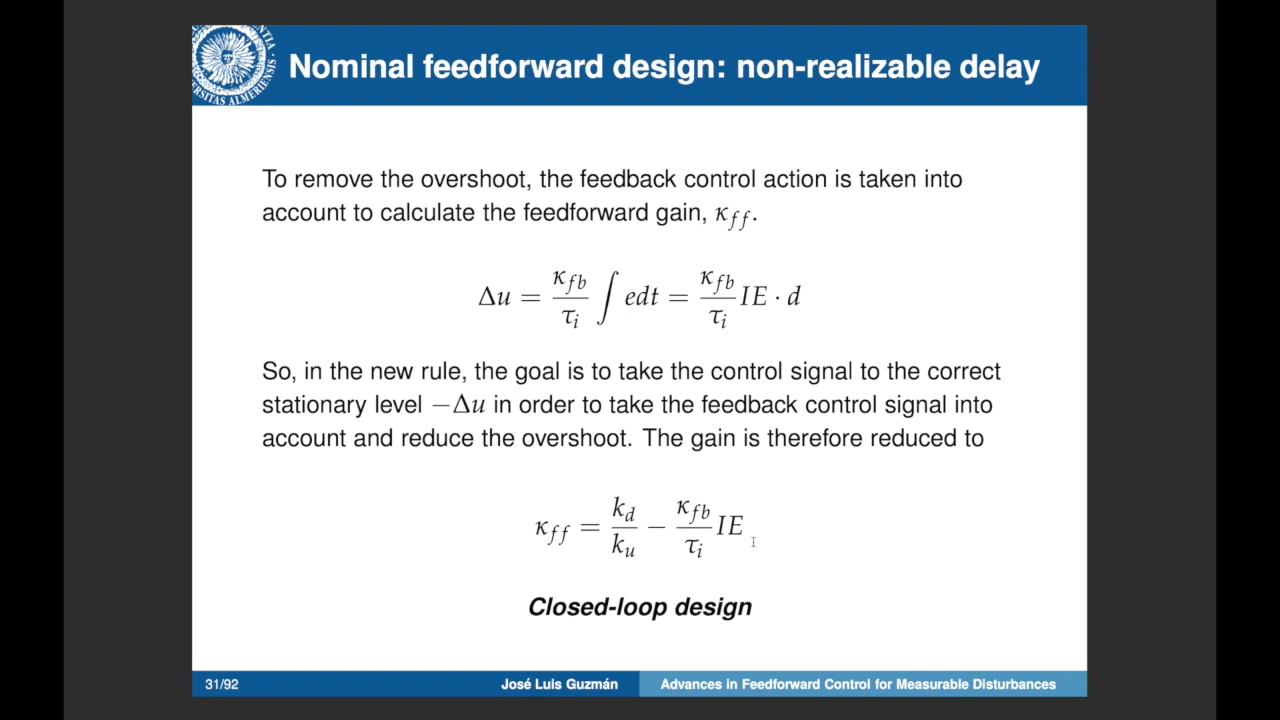 Nominal feedforward design: non-realizable delay
To remove the overshoot, the feedback control action is taken into
account to calculate the feedforward gain, κ_ff.
Δu = κ_fb/τ_i ∫ edt = κ_fb/τ_i IE · d
So, in the new rule, the goal is to take the control signal to the correct
stationary level −Δu in order to take the feedback control signal into
account and reduce the overshoot. The gain is therefore reduced to
κ_ff = k_d/k_u − κ_fb/τ_i IE
Closed-loop design
31/92
José Luis Guzmán
Advances in Feedforward Control for Measurable Disturbances